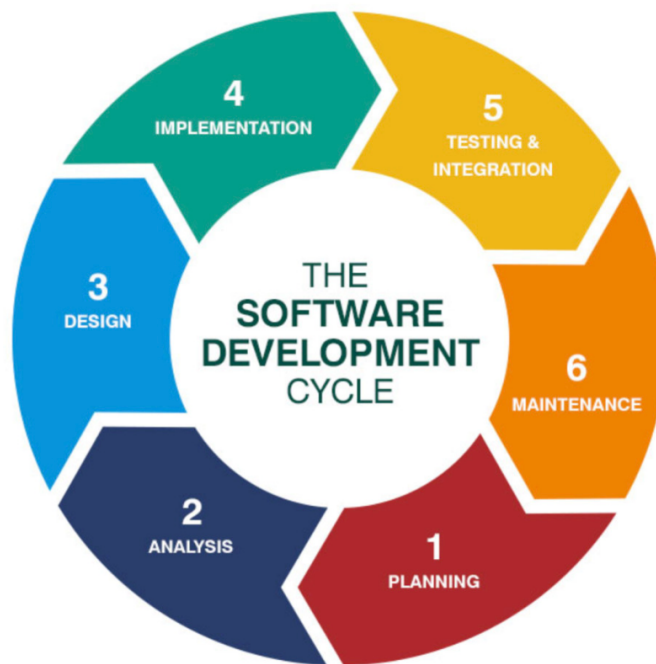 4
IMPLEMENTATION
5
TESTING &
INTEGRATION
3
DESIGN
THE
SOFTWARE
DEVELOPMENT
CYCLE
6
MAINTENANCE
2
ANALYSIS
1
PLANNING